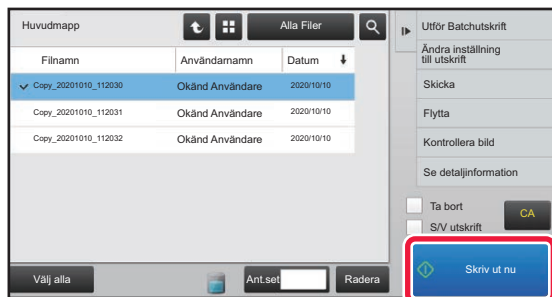 Huvudmapp
Alla Filer
Filnamn Användarnamn Datum
Copy_20201010_112030 Okänd Användare 2020/10/10
Copy_20201010_112031 Okänd Användare 2020/10/10
Copy_20201010_112032 Okänd Användare 2020/10/10
Välj alla
Ant.set
Radera
Utför Batchutskrift
Ändra inställning
till utskrift
Skicka
Flytta
Kontrollera bild
Se detaljinformation
Ta bort
S/V utskrift
CA
Skriv ut nu